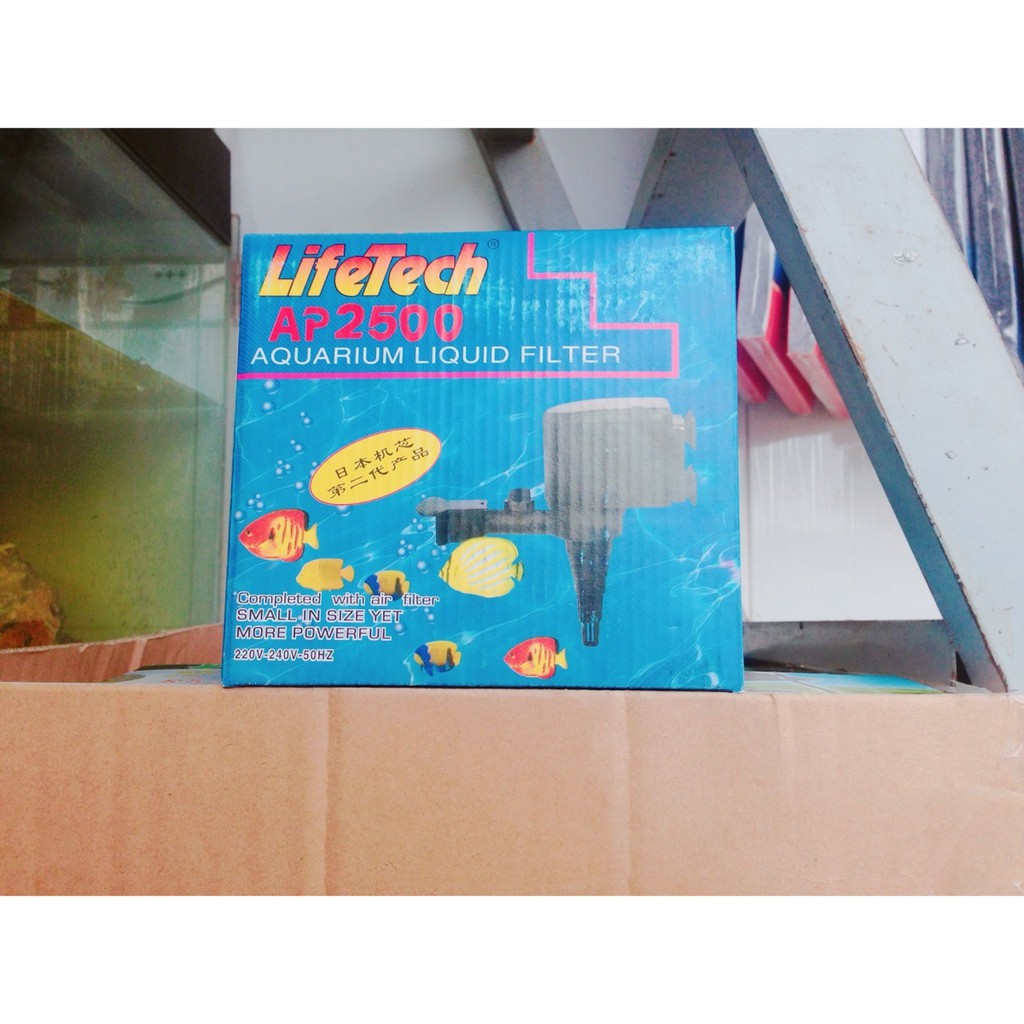 LifeTech®
AP2500
AQUARIUM LIQUID FILTER
日本机芯
第二代产品
Completed with air filter
SMALL IN SIZE YET
MORE POWERFUL
220V-240V-50HZ